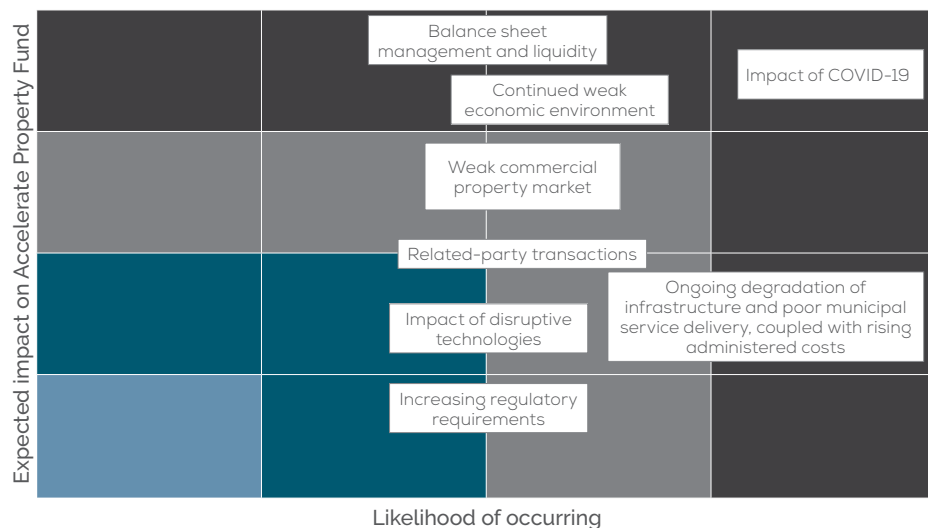 Expected impact on Accelerate Property Fund
Balance sheet
management and liquidity
Impact of COVID-19
Continued weak
economic environment
Weak commercial
property market
Related-party transactions
Ongoing degradation of
infrastructure and poor municipal
service delivery, coupled with rising
administered costs
Impact of disruptive
technologies
Increasing regulatory
requirements
Likelihood of occurring